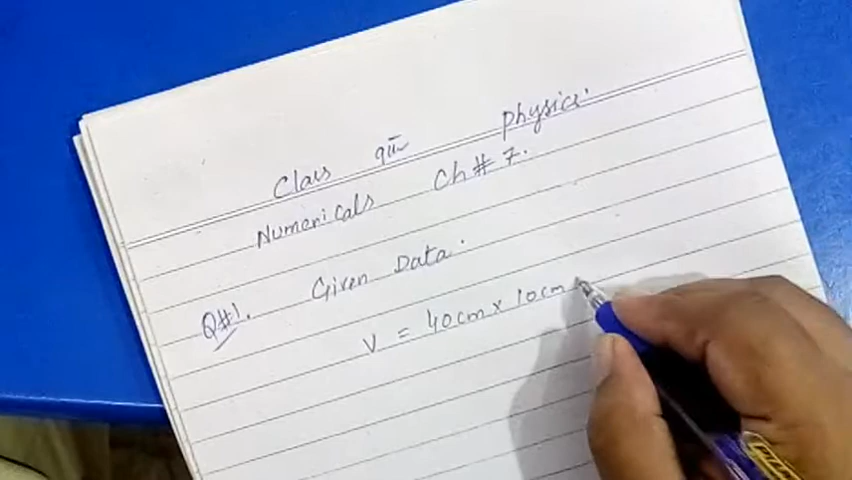 Class 9th Physics.
Numericals Ch # 7.
Q#1. Given Data.
V = 40cm x 10cm